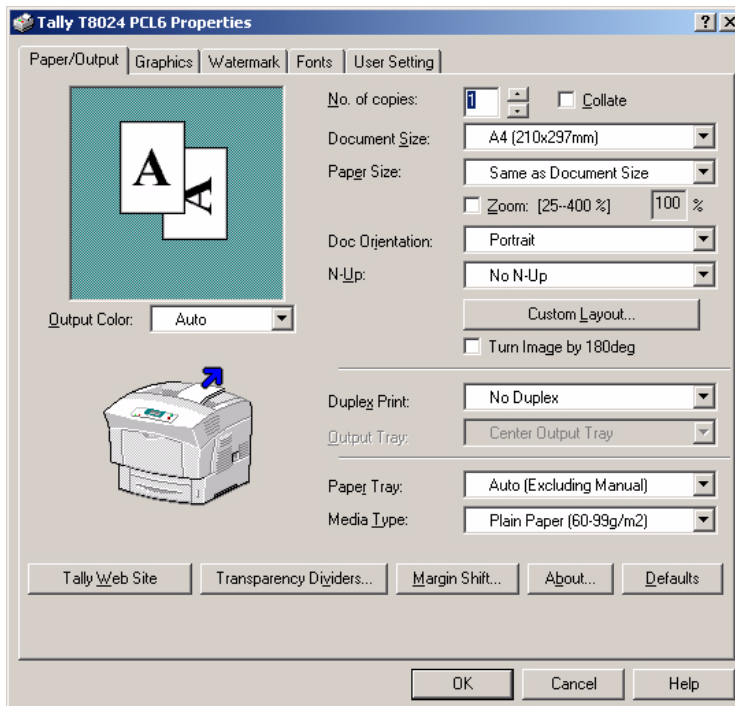 Tally T8024 PCL6 Properties
Paper/Output Graphics Watermark Fonts User Setting
No. of copies: 1 Collate
Document Size: A4 (210x297mm)
Paper Size: Same as Document Size
Zoom: [25--400 %] 100 %
Doc Orientation: Portrait
N-Up: No N-Up
A
A
Output Color: Auto
Custom Layout...
Turn Image by 180deg
Duplex Print: No Duplex
Output Tray: Center Output Tray
Paper Tray: Auto (Excluding Manual)
Media Type: Plain Paper (60-99g/m2)
Tally Web Site Transparency Dividers... Margin Shift... About... Defaults
OK Cancel Help